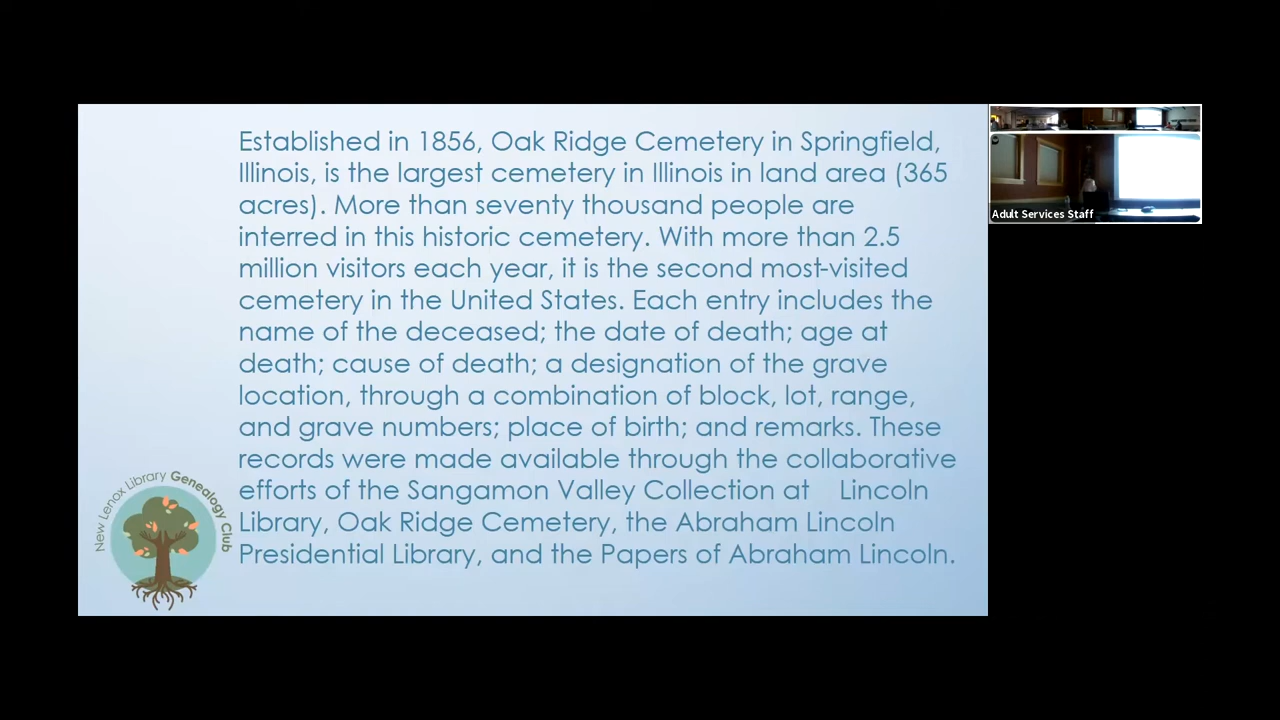 Established in 1856, Oak Ridge Cemetery in Springfield,
Illinois, is the largest cemetery in Illinois in land area (365
acres). More than seventy thousand people are
interred in this historic cemetery. With more than 2.5
million visitors each year, it is the second most-visited
cemetery in the United States. Each entry includes the
name of the deceased; the date of death; age at
death; cause of death; a designation of the grave
location, through a combination of block, lot, range,
and grave numbers; place of birth; and remarks. These
records were made available through the collaborative
efforts of the Sangamon Valley Collection at Lincoln
Library, Oak Ridge Cemetery, the Abraham Lincoln
Presidential Library, and the Papers of Abraham Lincoln.
New Lenox Library Genealogy Club
Adult Services Staff